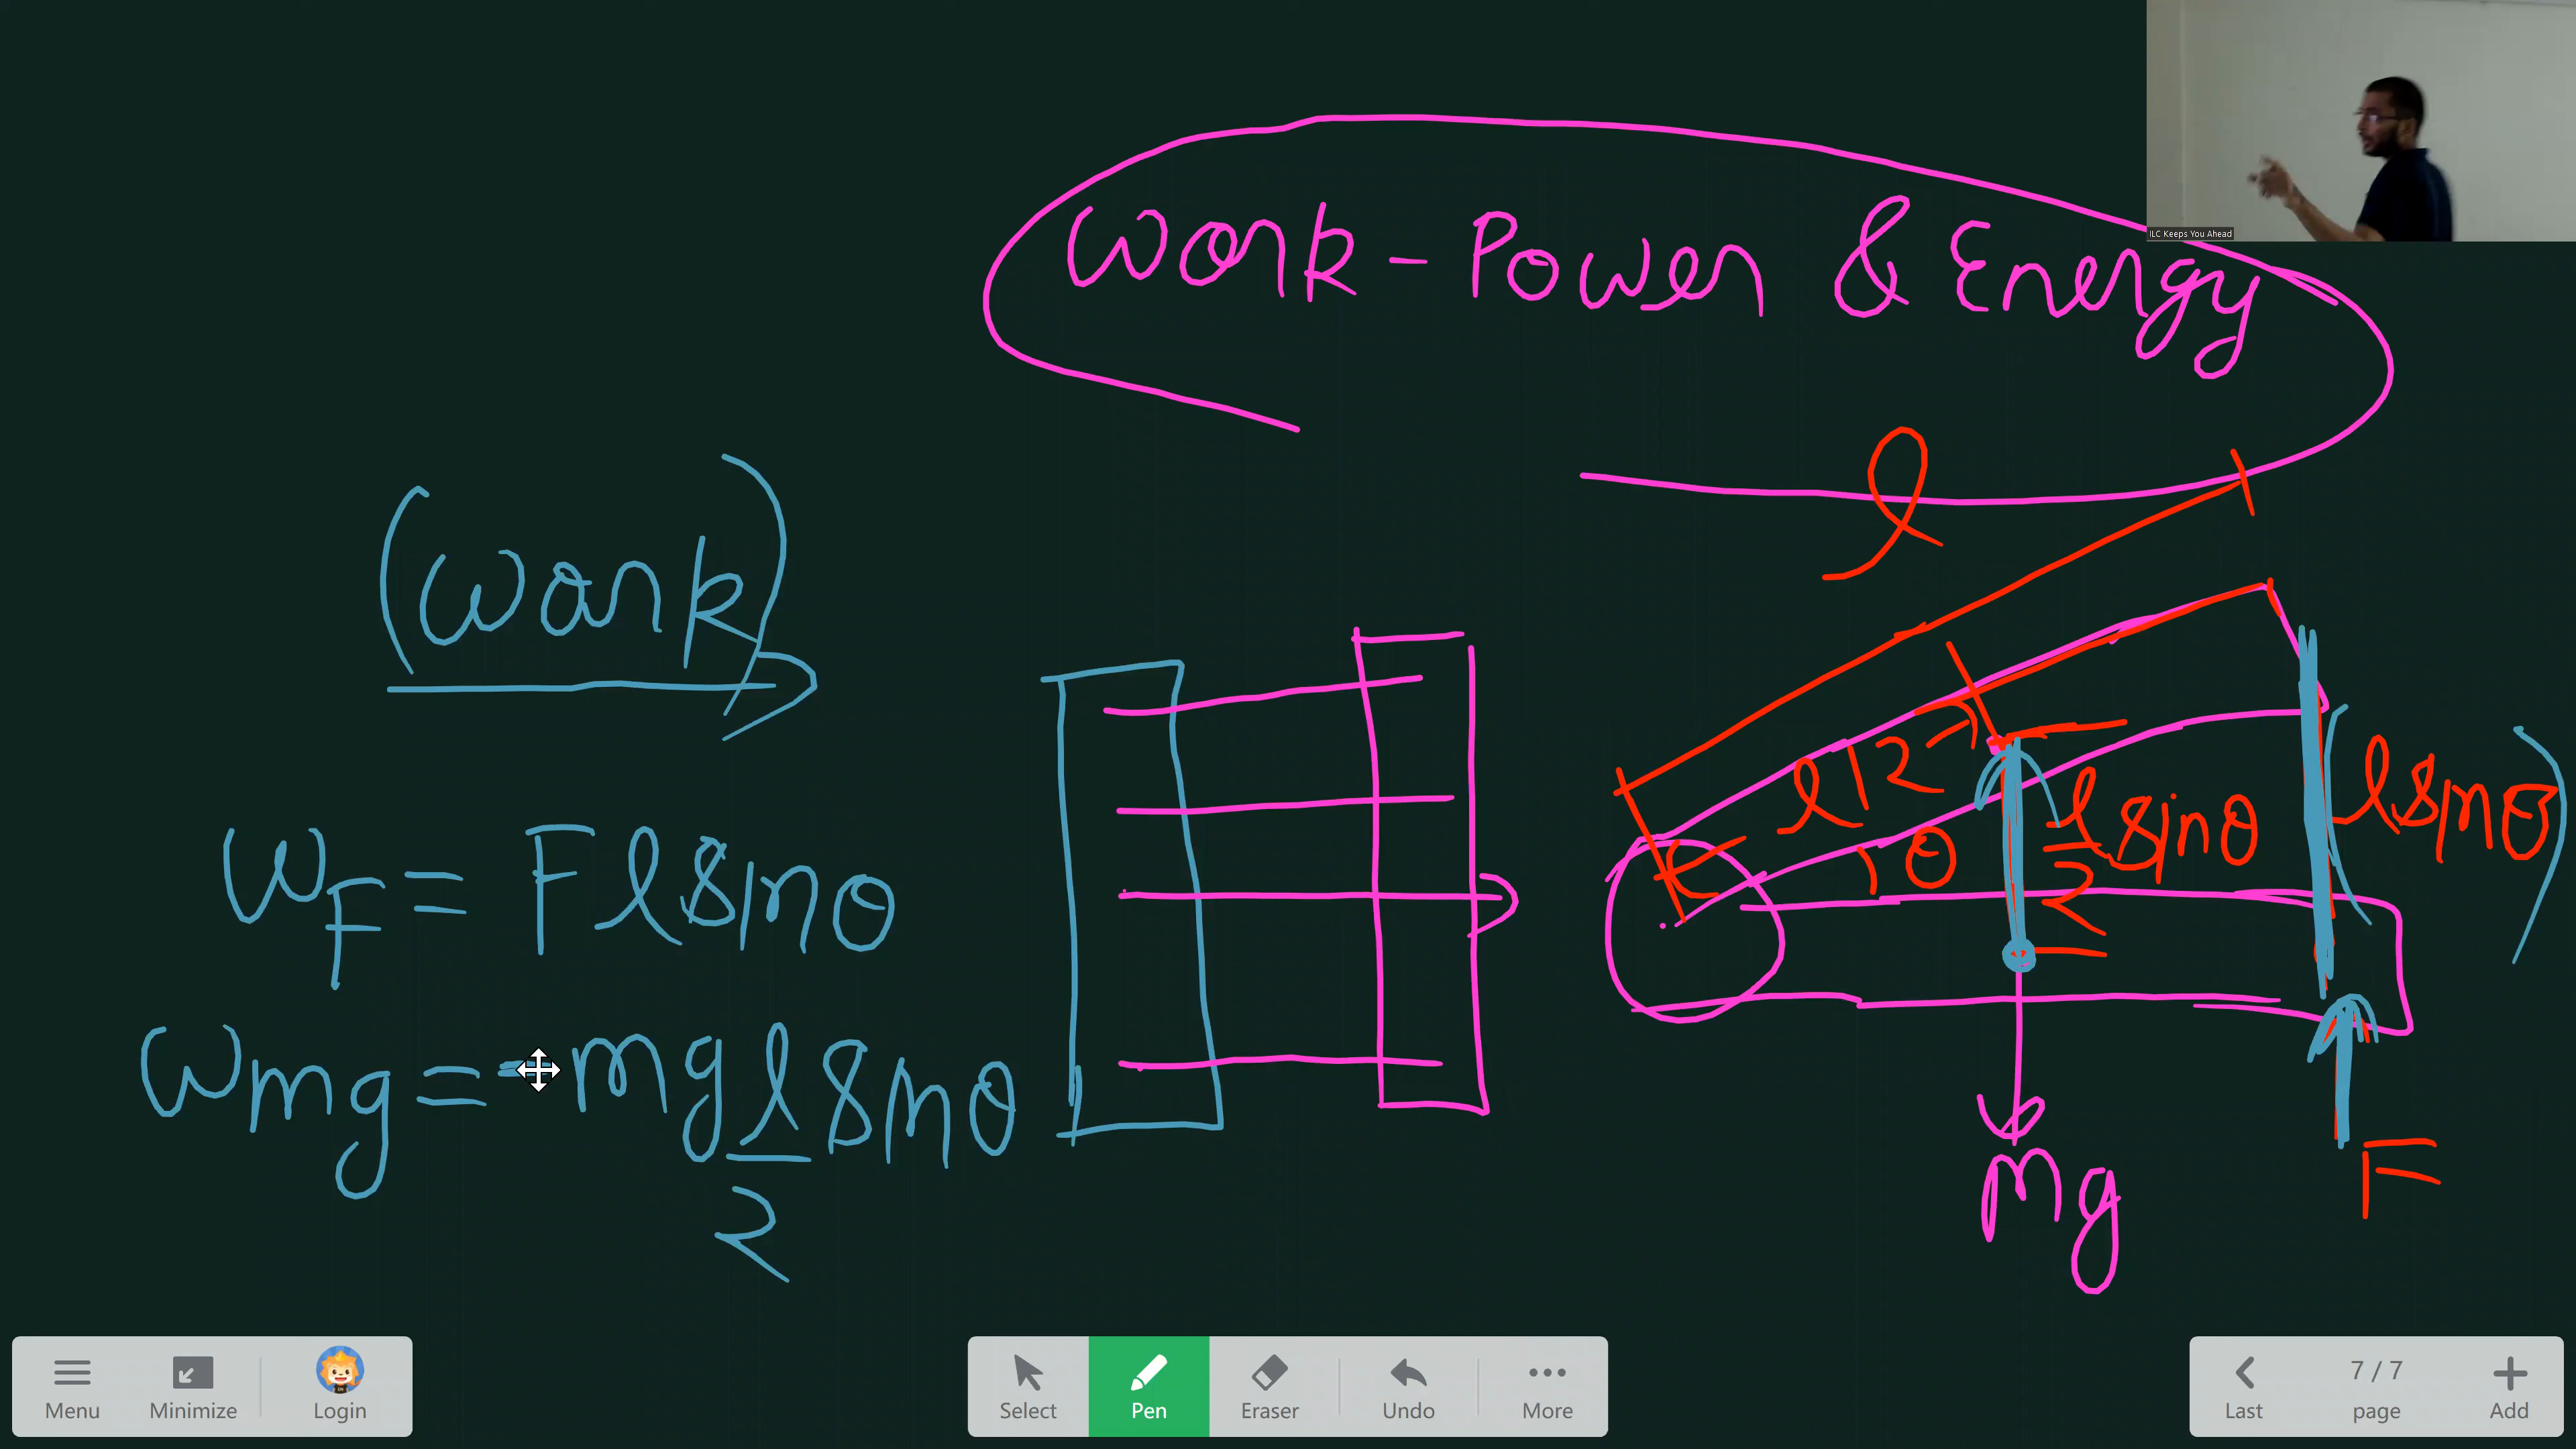 ILC Keeps You Ahead
Work - Power & Energy
(Work)
l
l/2
θ
l/2 sinθ
(l sinθ)
W_F = F l sinθ
W_mg = - mg l/2 sinθ
mg
F
Menu
Minimize
Login
Select
Pen
Eraser
Undo
More
Last
7 / 7
page
Add